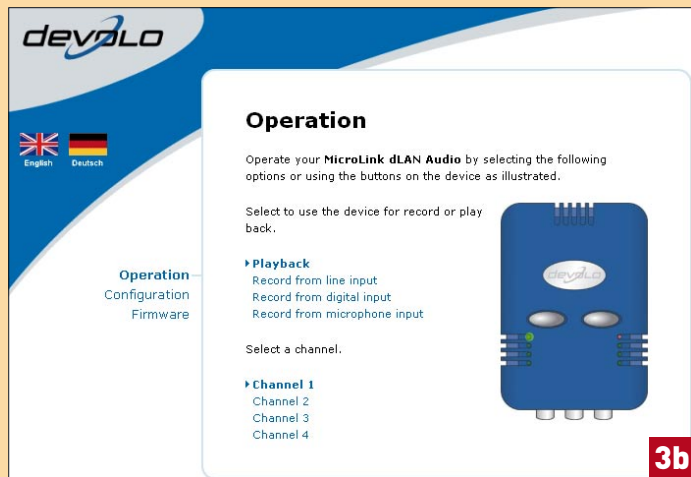 devolo
English Deutsch
Operation
Configuration
Firmware
Operation
Operate your MicroLink dLAN Audio by selecting the following
options or using the buttons on the device as illustrated.
Select to use the device for record or play
back.
Playback
Record from line input
Record from digital input
Record from microphone input
Select a channel.
Channel 1
Channel 2
Channel 3
Channel 4
devolo
3b